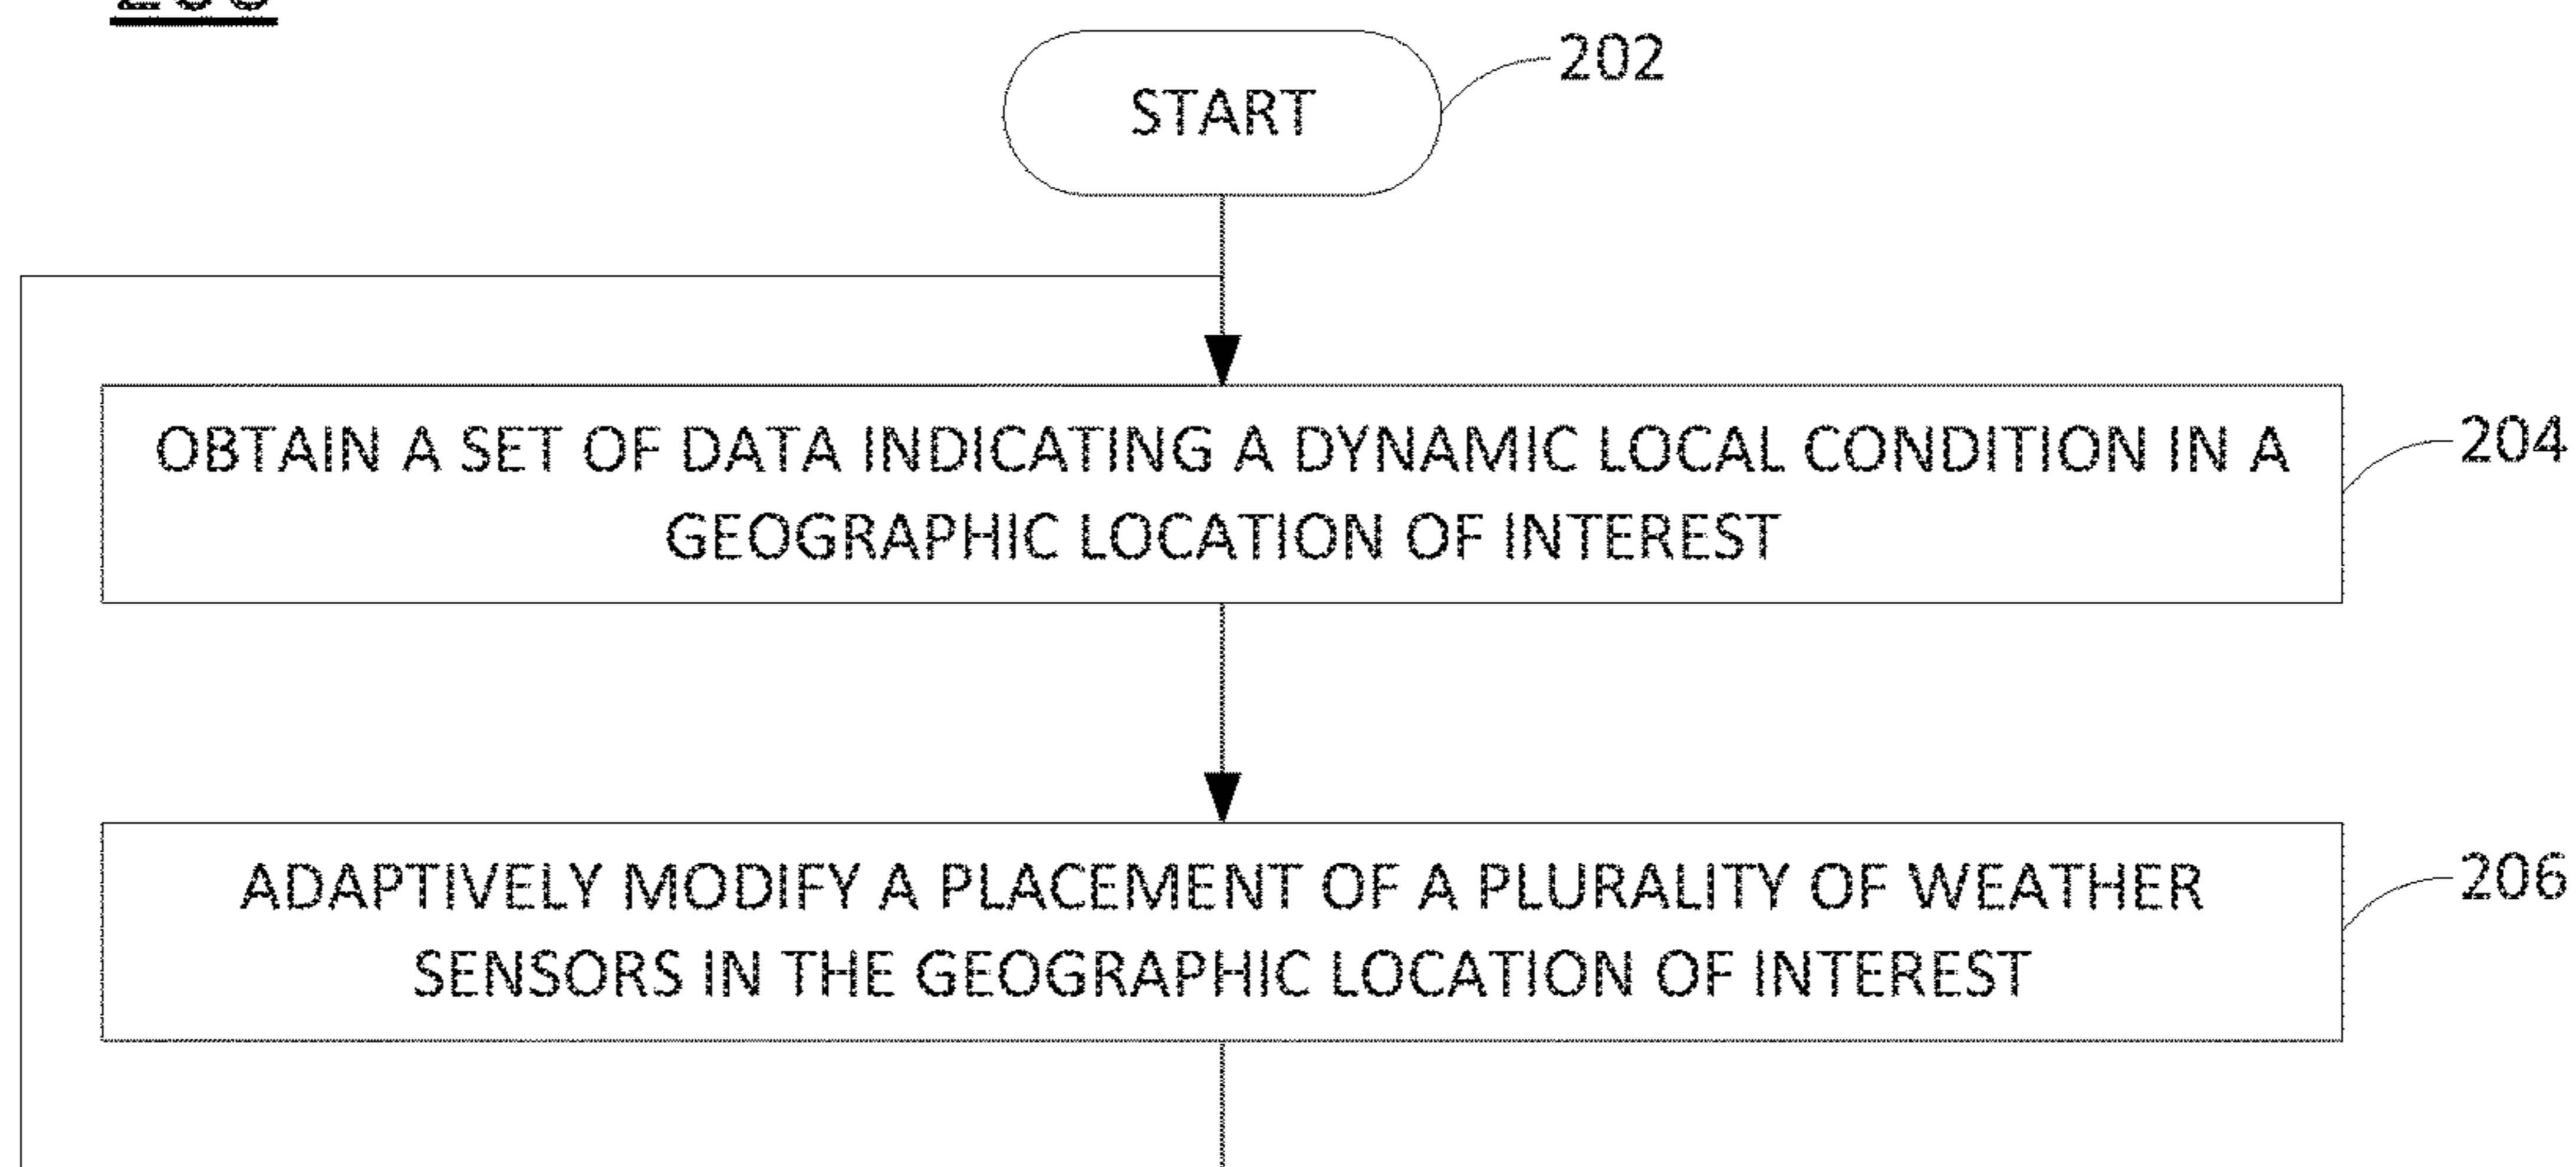 START
202
OBTAIN A SET OF DATA INDICATING A DYNAMIC LOCAL CONDITION IN A
GEOGRAPHIC LOCATION OF INTEREST
204
ADAPTIVELY MODIFY A PLACEMENT OF A PLURALITY OF WEATHER
SENSORS IN THE GEOGRAPHIC LOCATION OF INTEREST
206